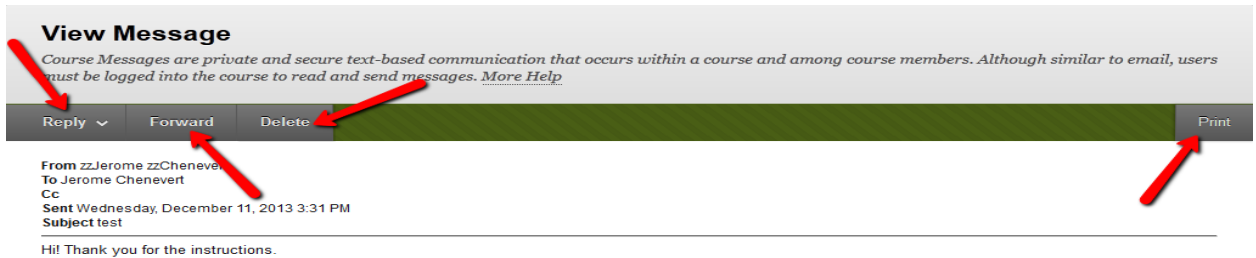 View Message
Course Messages are private and secure text-based communication that occurs within a course and among course members. Although similar to email, users
must be logged into the course to read and send messages. More Help
Reply Forward Delete Print
From zzJerome zzChenever
To Jerome Chenevert
Cc
Sent Wednesday, December 11, 2013 3:31 PM
Subject test
Hi! Thank you for the instructions.